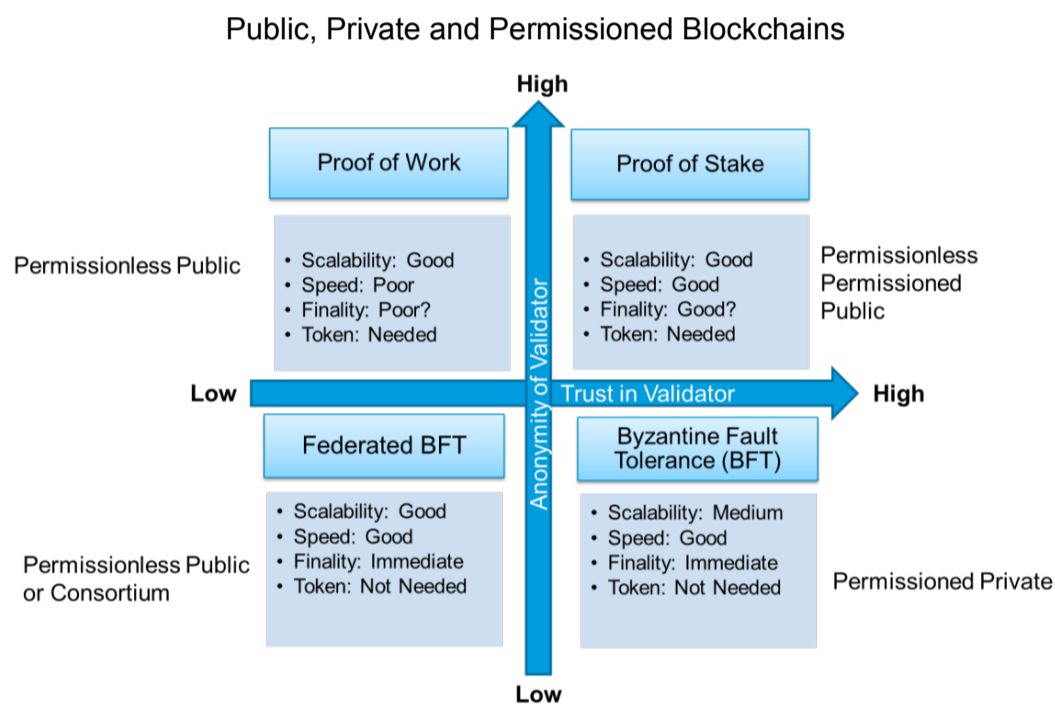 Public, Private and Permissioned Blockchains
High
Proof of Work
Proof of Stake
Permissionless Public
• Scalability: Good
• Speed: Poor
• Finality: Poor?
• Token: Needed
• Scalability: Good
• Speed: Good
• Finality: Good?
• Token: Needed
Permissionless
Permissioned
Public
Anonymity of Validator
Low
Trust in Validator
High
Federated BFT
Byzantine Fault
Tolerance (BFT)
Permissionless Public
or Consortium
• Scalability: Good
• Speed: Good
• Finality: Immediate
• Token: Not Needed
• Scalability: Medium
• Speed: Good
• Finality: Immediate
• Token: Not Needed
Permissioned Private
Low